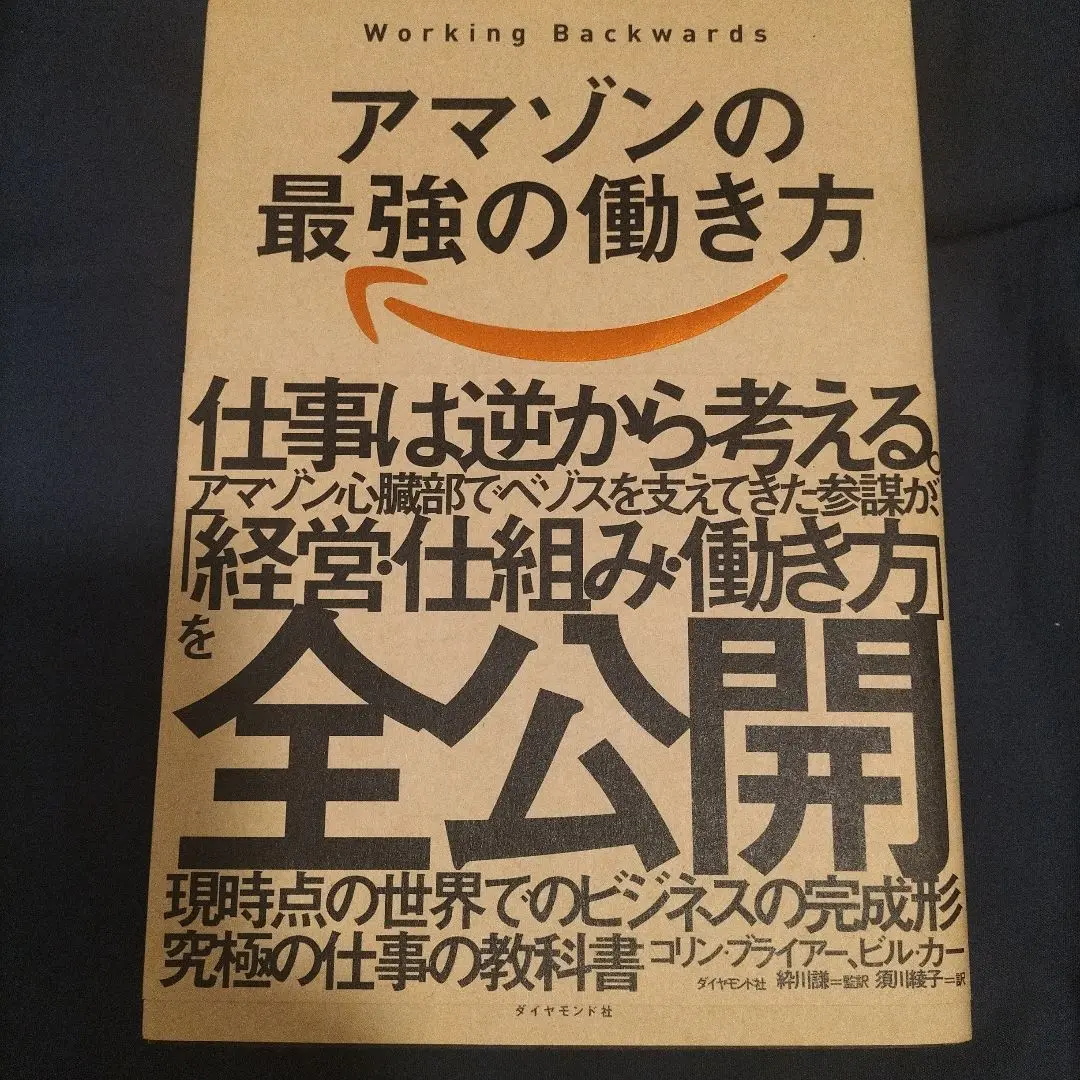 Working Backwards
アマゾンの
最強の働き方
仕事は逆から考える。
アマゾン心臓部でベゾスを支えてきた参謀が、
「経営・仕組み・働き方」
を
全公開
現時点の世界でのビジネスの完成形
究極の仕事の教科書 コリン・ブライアー、ビル・カー
ダイヤモンド社 紣川謙=監訳 須川綾子=訳
ダイヤモンド社